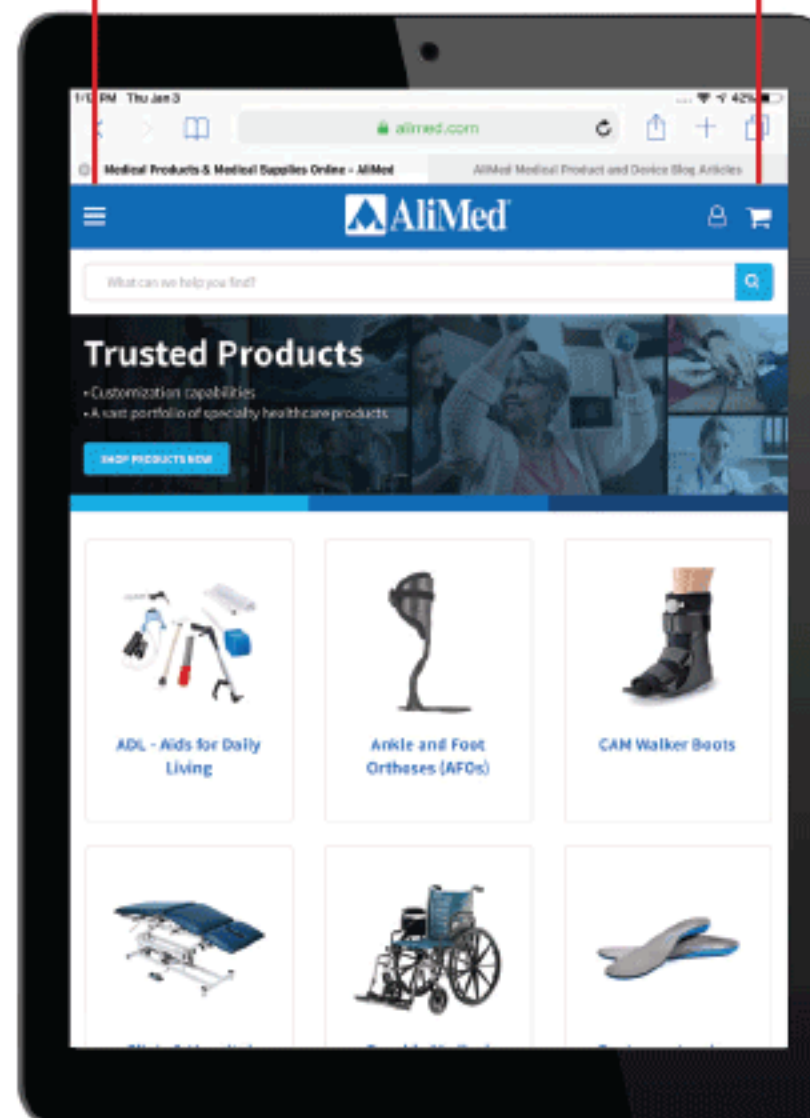 PM Thu Jan 3
42%
alimed.com
Medical Products & Medical Supplies Online - AliMed
AliMed Medical Product and Device Blog Articles
AliMed
What can we help you find?
Trusted Products
• Customization capabilities
• A vast portfolio of specialty healthcare products
SHOP PRODUCTS NOW
ADL - Aids for Daily
Living
Ankle and Foot
Orthoses (AFOs)
CAM Walker Boots